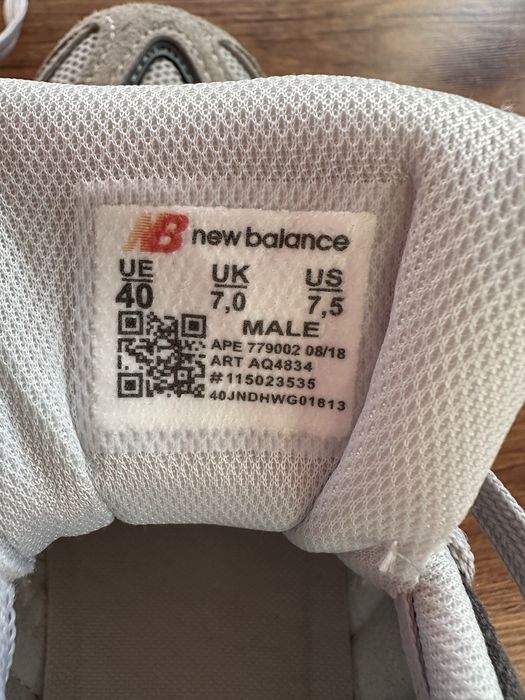 NB new balance
UE UK US
40 7,0 7,5
MALE
APE 779002 08/18
ART AQ4834
#115023535
40JNDHWG01813